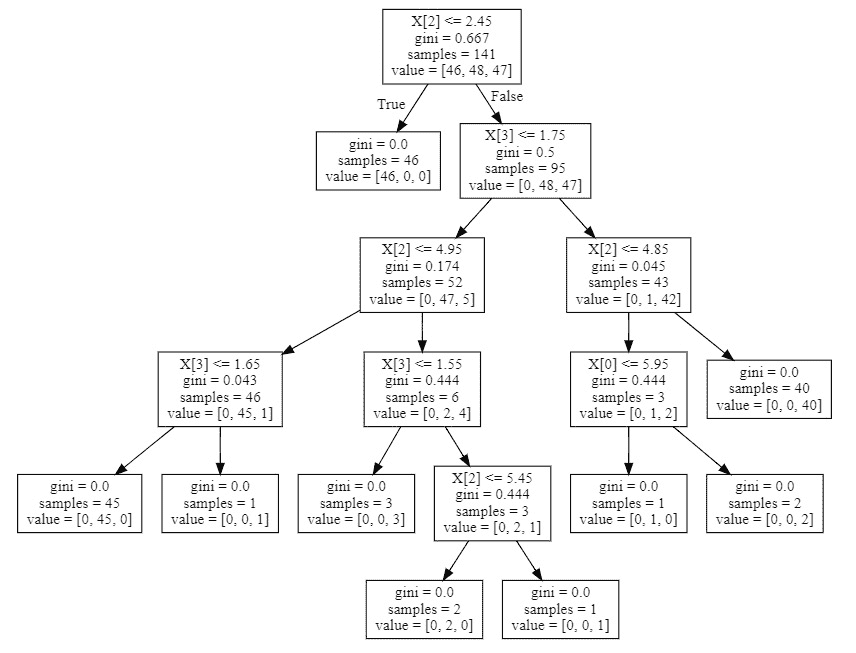 X[2] <= 2.45
gini = 0.667
samples = 141
value = [46, 48, 47]
True
False
gini = 0.0
samples = 46
value = [46, 0, 0]
X[3] <= 1.75
gini = 0.5
samples = 95
value = [0, 48, 47]
X[2] <= 4.95
gini = 0.174
samples = 52
value = [0, 47, 5]
X[2] <= 4.85
gini = 0.045
samples = 43
value = [0, 1, 42]
X[3] <= 1.65
gini = 0.043
samples = 46
value = [0, 45, 1]
X[3] <= 1.55
gini = 0.444
samples = 6
value = [0, 2, 4]
X[0] <= 5.95
gini = 0.444
samples = 3
value = [0, 1, 2]
gini = 0.0
samples = 40
value = [0, 0, 40]
gini = 0.0
samples = 45
value = [0, 45, 0]
gini = 0.0
samples = 1
value = [0, 0, 1]
gini = 0.0
samples = 3
value = [0, 0, 3]
X[2] <= 5.45
gini = 0.444
samples = 3
value = [0, 2, 1]
gini = 0.0
samples = 1
value = [0, 1, 0]
gini = 0.0
samples = 2
value = [0, 0, 2]
gini = 0.0
samples = 2
value = [0, 2, 0]
gini = 0.0
samples = 1
value = [0, 0, 1]